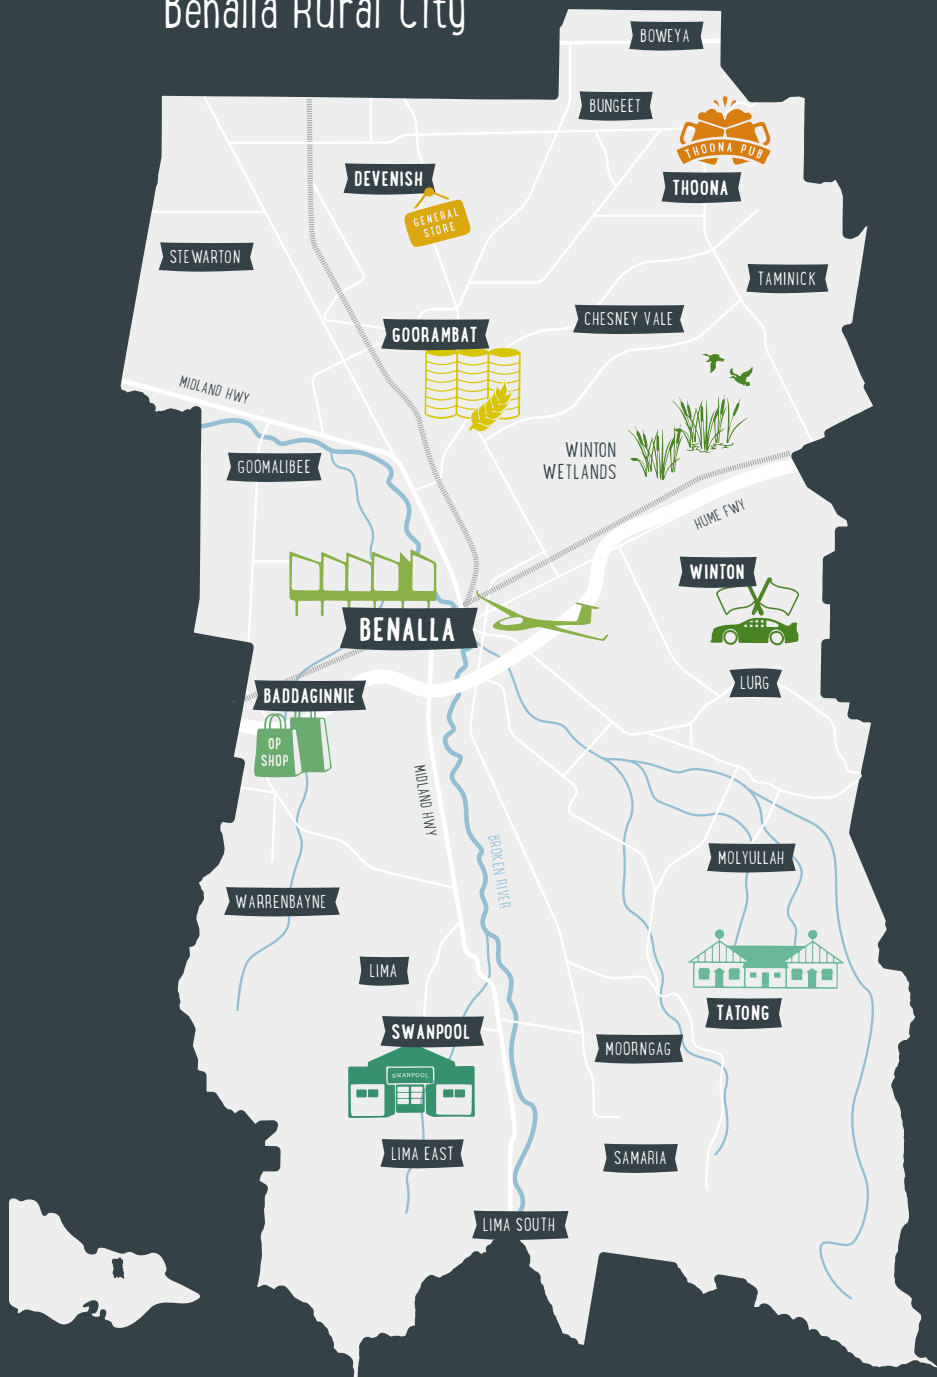 Benalla Rural City
BOWEYA
BUNGEET
THOONA PUB
THOONA
DEVENISH
GENERAL
STORE
STEWARTON
TAMINICK
CHESNEY VALE
GOORAMBAT
MIDLAND HWY
WINTON
WETLANDS
GOOMALIBEE
HUME FWY
WINTON
BENALLA
LURG
BADDAGINNIE
OP
SHOP
MIDLAND HWY
BROKEN RIVER
MOLYULLAH
WARRENBAYNE
LIMA
TATONG
SWANPOOL
MOORNGAG
SWANPOOL
LIMA EAST
SAMARIA
LIMA SOUTH